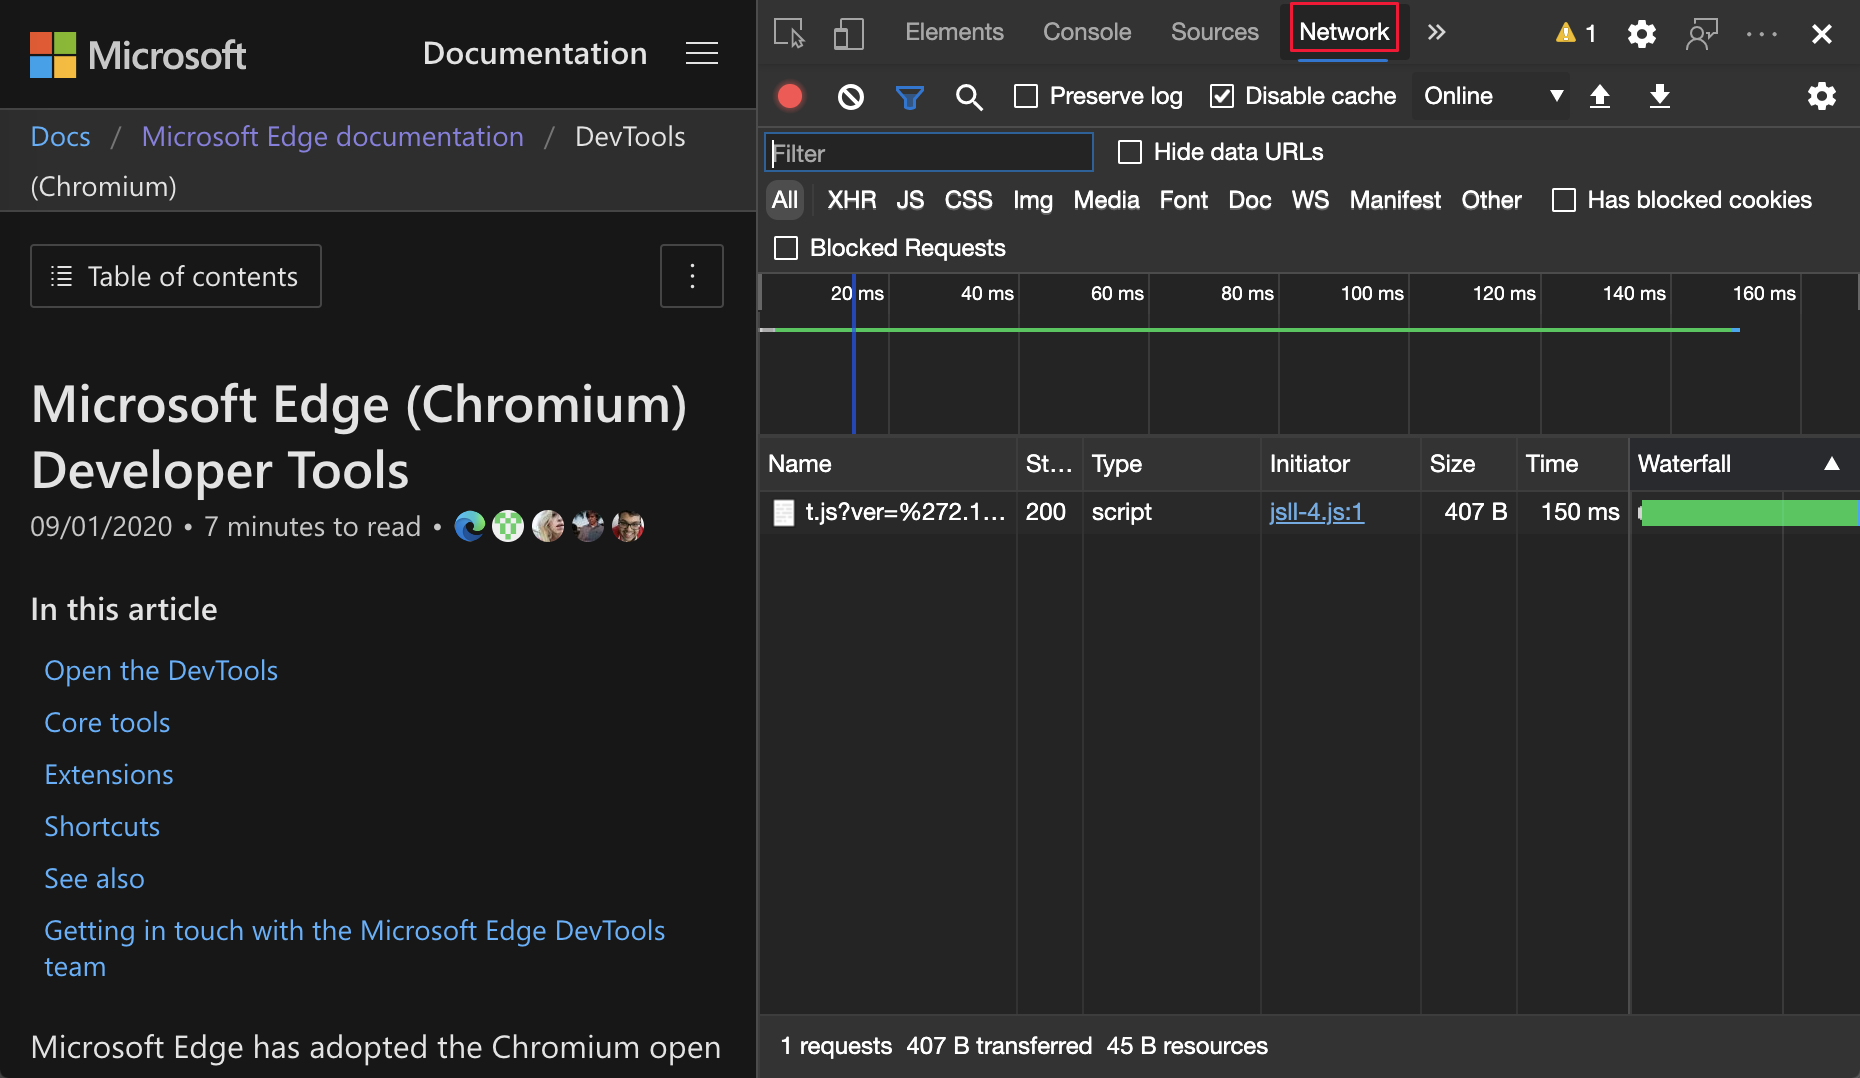 Microsoft Documentation
Docs / Microsoft Edge documentation / DevTools
(Chromium)
Table of contents
Microsoft Edge (Chromium)
Developer Tools
09/01/2020 • 7 minutes to read •
In this article
Open the DevTools
Core tools
Extensions
Shortcuts
See also
Getting in touch with the Microsoft Edge DevTools
team
Microsoft Edge has adopted the Chromium open
Elements Console Sources Network 1
Preserve log Disable cache Online
Filter Hide data URLs
All XHR JS CSS Img Media Font Doc WS Manifest Other Has blocked cookies
Blocked Requests
20 ms 40 ms 60 ms 80 ms 100 ms 120 ms 140 ms 160 ms
Name St... Type Initiator Size Time Waterfall
t.js?ver=%272.1... 200 script jsll-4.js:1 407 B 150 ms
1 requests 407 B transferred 45 B resources